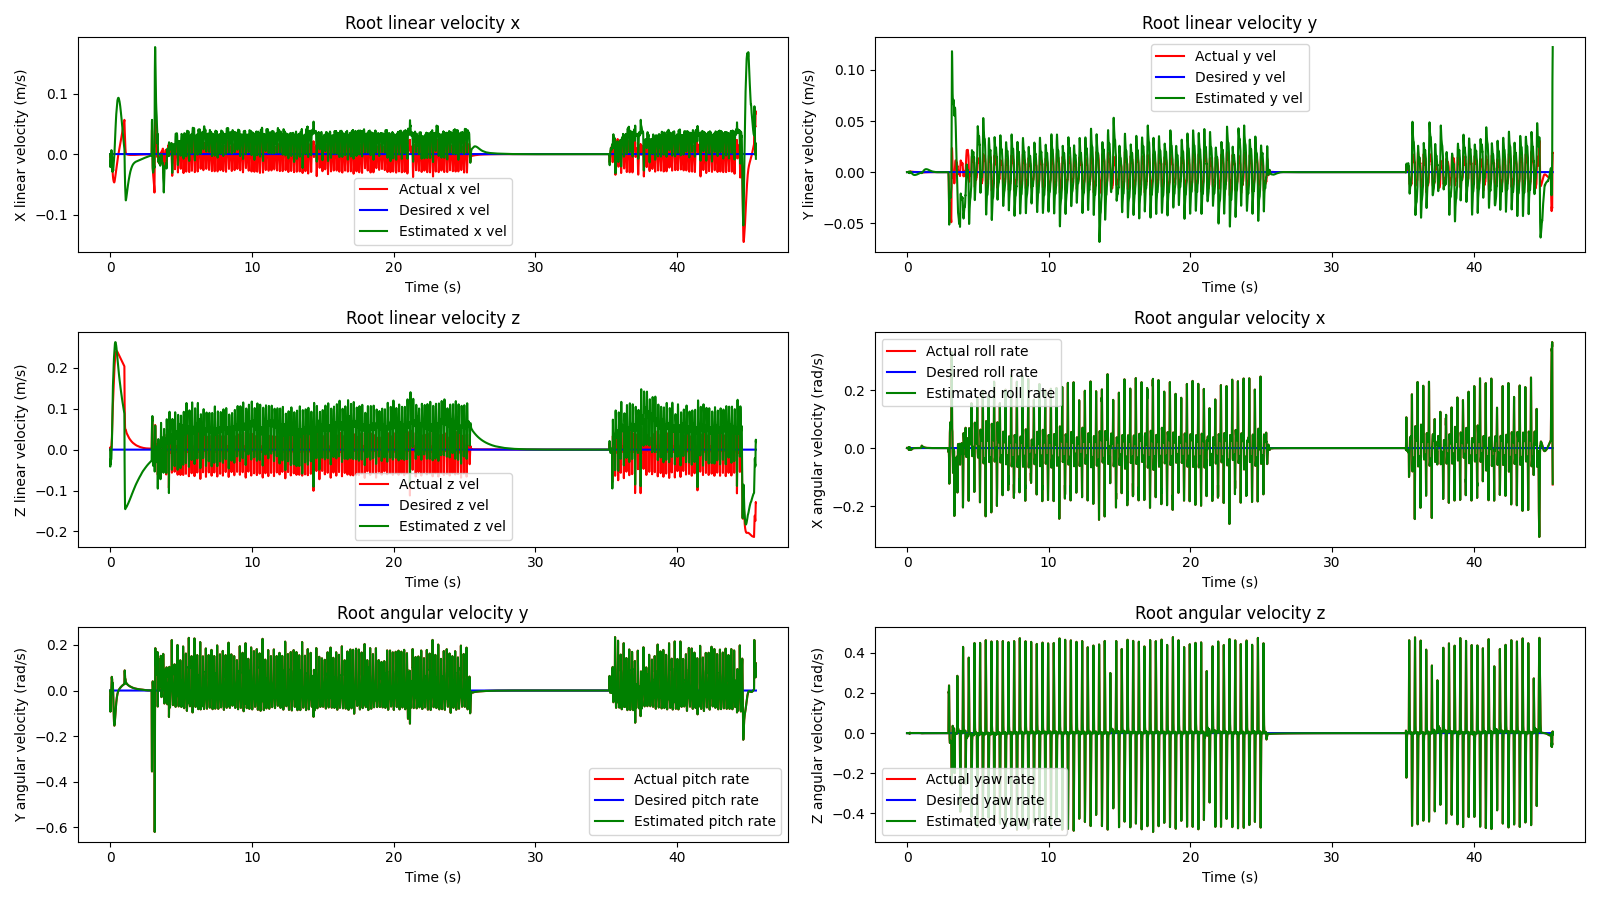 Root linear velocity x
X linear velocity (m/s)
0.1
0.0
−0.1
Actual x vel
Desired x vel
Estimated x vel
0
10
20
30
40
Time (s)
Root linear velocity y
Y linear velocity (m/s)
0.10
0.05
0.00
−0.05
Actual y vel
Desired y vel
Estimated y vel
0
10
20
30
40
Time (s)
Root linear velocity z
Z linear velocity (m/s)
0.2
0.1
0.0
−0.1
−0.2
Actual z vel
Desired z vel
Estimated z vel
0
10
20
30
40
Time (s)
Root angular velocity x
X angular velocity (rad/s)
0.2
0.0
−0.2
Actual roll rate
Desired roll rate
Estimated roll rate
0
10
20
30
40
Time (s)
Root angular velocity y
Y angular velocity (rad/s)
0.2
0.0
−0.2
−0.4
−0.6
Actual pitch rate
Desired pitch rate
Estimated pitch rate
0
10
20
30
40
Time (s)
Root angular velocity z
Z angular velocity (rad/s)
0.4
0.2
0.0
−0.2
−0.4
Actual yaw rate
Desired yaw rate
Estimated yaw rate
0
10
20
30
40
Time (s)